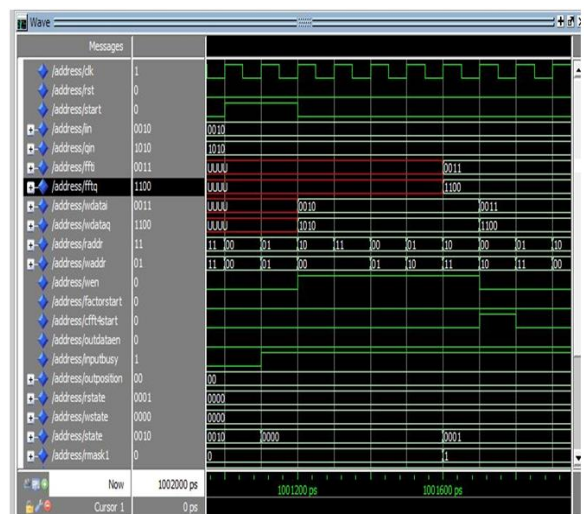 Wave
Messages
/address/clk 1
/address/rst 0
/address/start 0
/address/iin 0010 0010
/address/qin 1010 1010
/address/ffti 0011 UUUU 0011
/address/fftq 1100 UUUU 1100
/address/wdatai 0011 UUUU 0010 0011
/address/wdataq 1100 UUUU 1010 1100
/address/raddr 11 11 00 01 10 11 00 01 10 00 01 10
/address/waddr 01 11 00 01 00 01 10 11 10 11 00
/address/wen 0
/address/factorstart 0
/address/cfft4start 0
/address/outdataen 0
/address/inputbusy 1
/address/outposition 00 00
/address/rstate 0001 0000
/address/wstate 0000 0000
/address/state 0010 0010 0000 0001
/address/rmask1 0 0 1
Now 1002000 ps 1001200 ps 1001600 ps
Cursor 1 0 ps